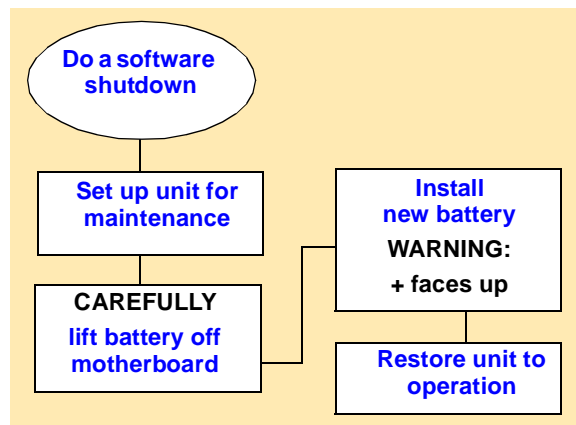 Do a software
shutdown
Set up unit for
maintenance
CAREFULLY
lift battery off
motherboard
Install
new battery
WARNING:
+ faces up
Restore unit to
operation